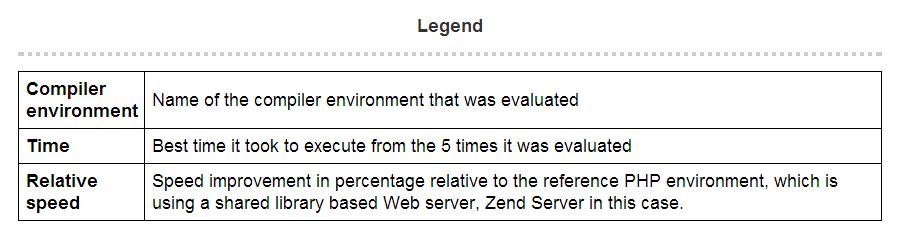 Legend
Compiler
environment
Name of the compiler environment that was evaluated
Time
Best time it took to execute from the 5 times it was evaluated
Relative
speed
Speed improvement in percentage relative to the reference PHP environment, which is
using a shared library based Web server, Zend Server in this case.